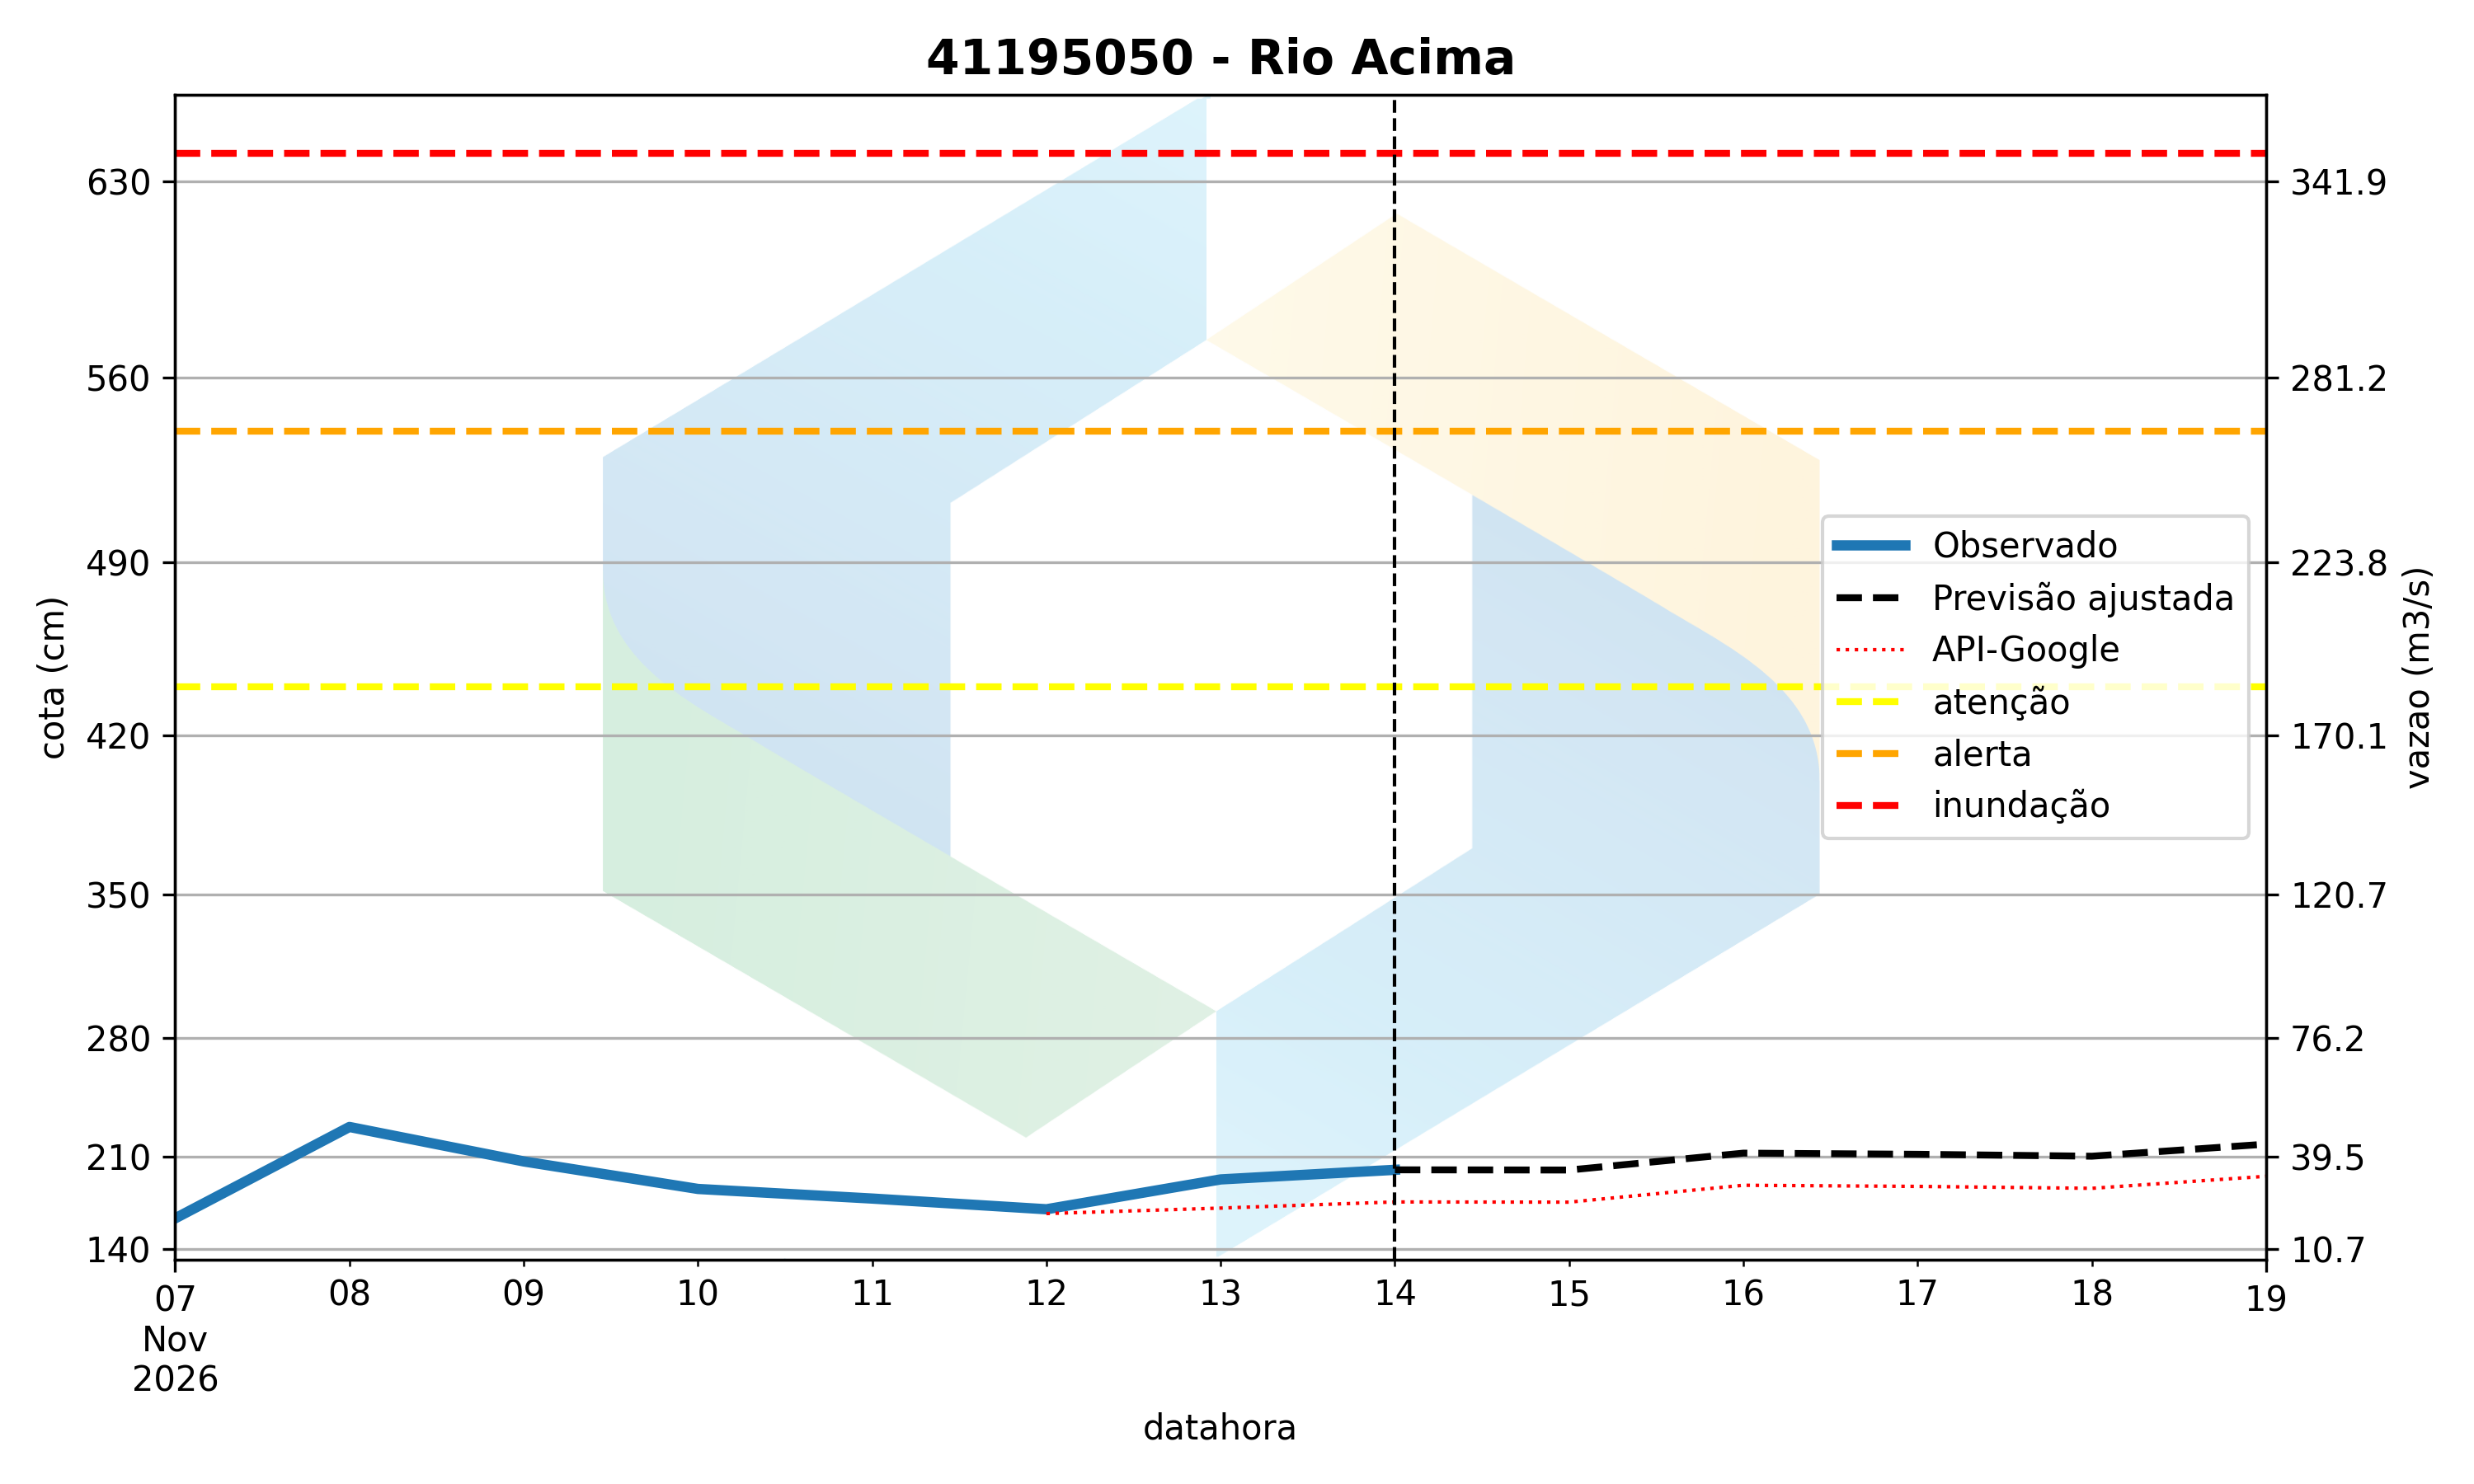 41195050 - Rio Acima
630
560
490
420
350
280
210
140
cota (cm)
341.9
281.2
223.8
170.1
120.7
76.2
39.5
10.7
vazao (m3/s)
Observado
Previsão ajustada
API-Google
atenção
alerta
inundação
07 08 09 10 11 12 13 14 15 16 17 18 19
Nov
2026
datahora